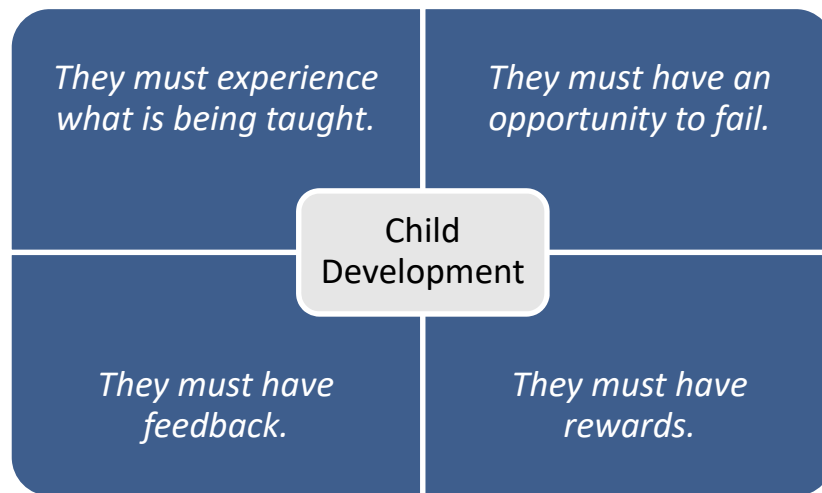 They must experience
what is being taught.
They must have an
opportunity to fail.
Child
Development
They must have
feedback.
They must have
rewards.